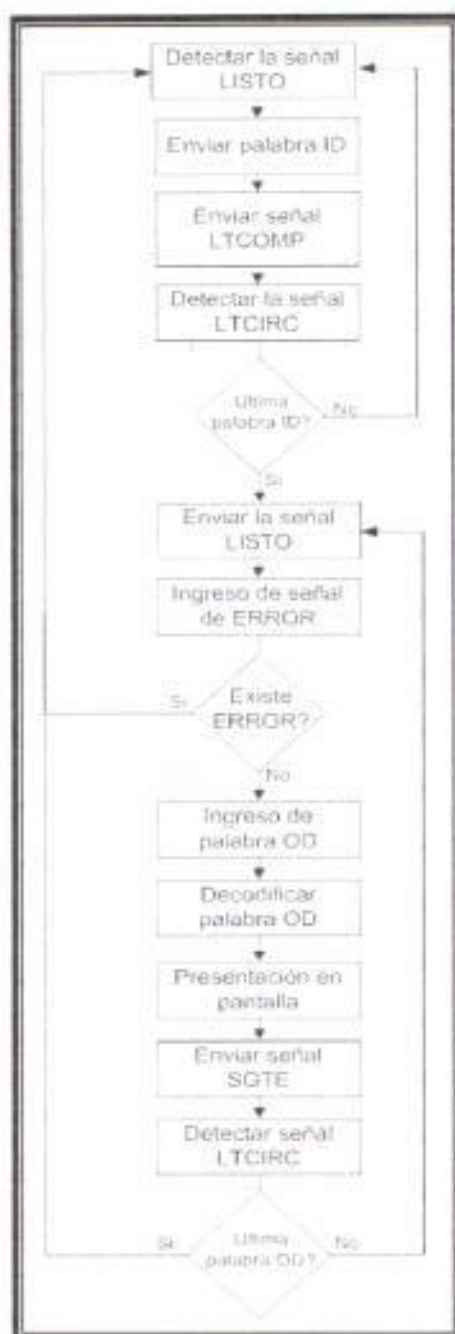 Detectar la señal
LISTO
Enviar palabra ID
Enviar señal
LTCOMP
Detectar la señal
LTCIRC
Ultima
palabra ID?
No
Si
Enviar la señal
LISTO
Ingreso de señal
de ERROR
Existe
ERROR?
Si
No
Ingreso de
palabra OD
Decodificar
palabra OD
Presentación en
pantalla
Enviar señal
SGTE
Detectar señal
LTCIRC
Si
Ultima
palabra OD?
No